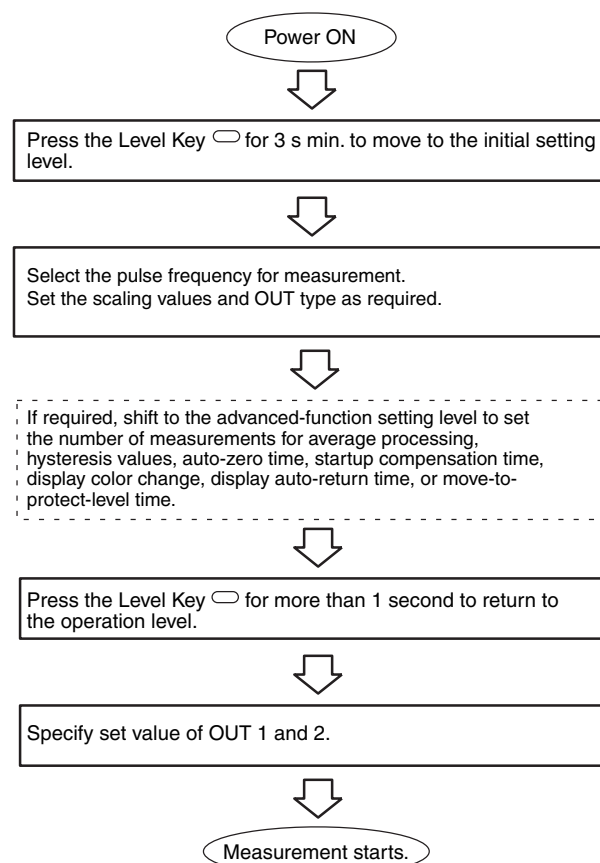 Power ON
Press the Level Key for 3 s min. to move to the initial setting
level.
Select the pulse frequency for measurement.
Set the scaling values and OUT type as required.
If required, shift to the advanced-function setting level to set
the number of measurements for average processing,
hysteresis values, auto-zero time, startup compensation time,
display color change, display auto-return time, or move-to-
protect-level time.
Press the Level Key for more than 1 second to return to
the operation level.
Specify set value of OUT 1 and 2.
Measurement starts.